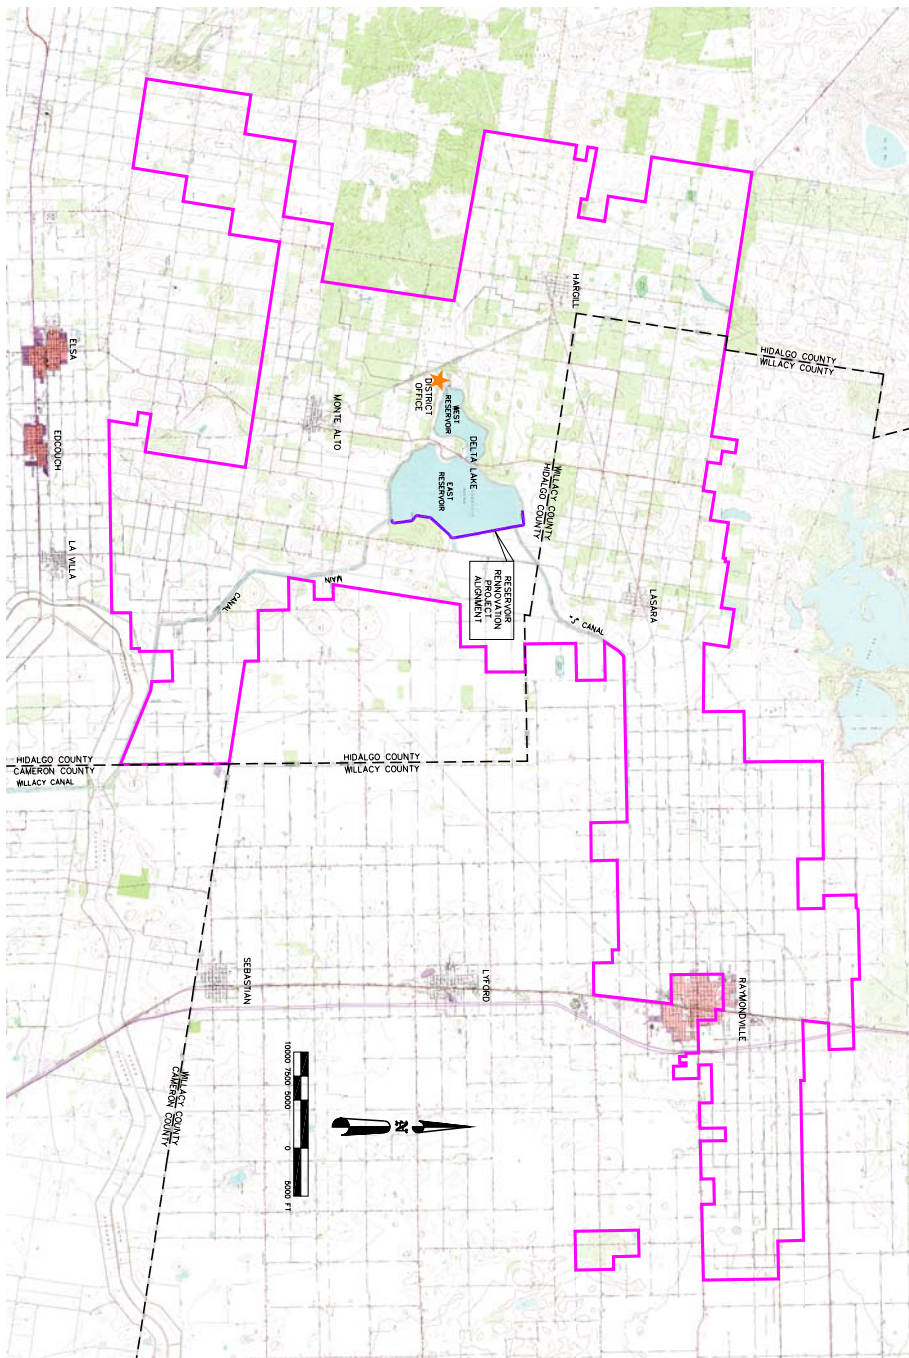 HARGILL
HIDALGO COUNTY
WILLACY COUNTY
ELSA
EDCOUCH
LA VILLA
MONTE ALTO
DISTRICT
OFFICE
WEST
RESERVOIR
DELTA LAKE
EAST
RESERVOIR
WILLACY COUNTY
HIDALGO COUNTY
RESERVOIR
RENNOVATION
PROJECT
ALIGNMENT
LASARA
MAIN
CANAL
"S" CANAL
HIDALGO COUNTY
CAMERON COUNTY
WILLACY CANAL
HIDALGO COUNTY
WILLACY COUNTY
SEBASTIAN
LYFORD
RAYMONDVILLE
WILLACY COUNTY
CAMERON COUNTY
10000 7500 5000 0 5000 FT
N